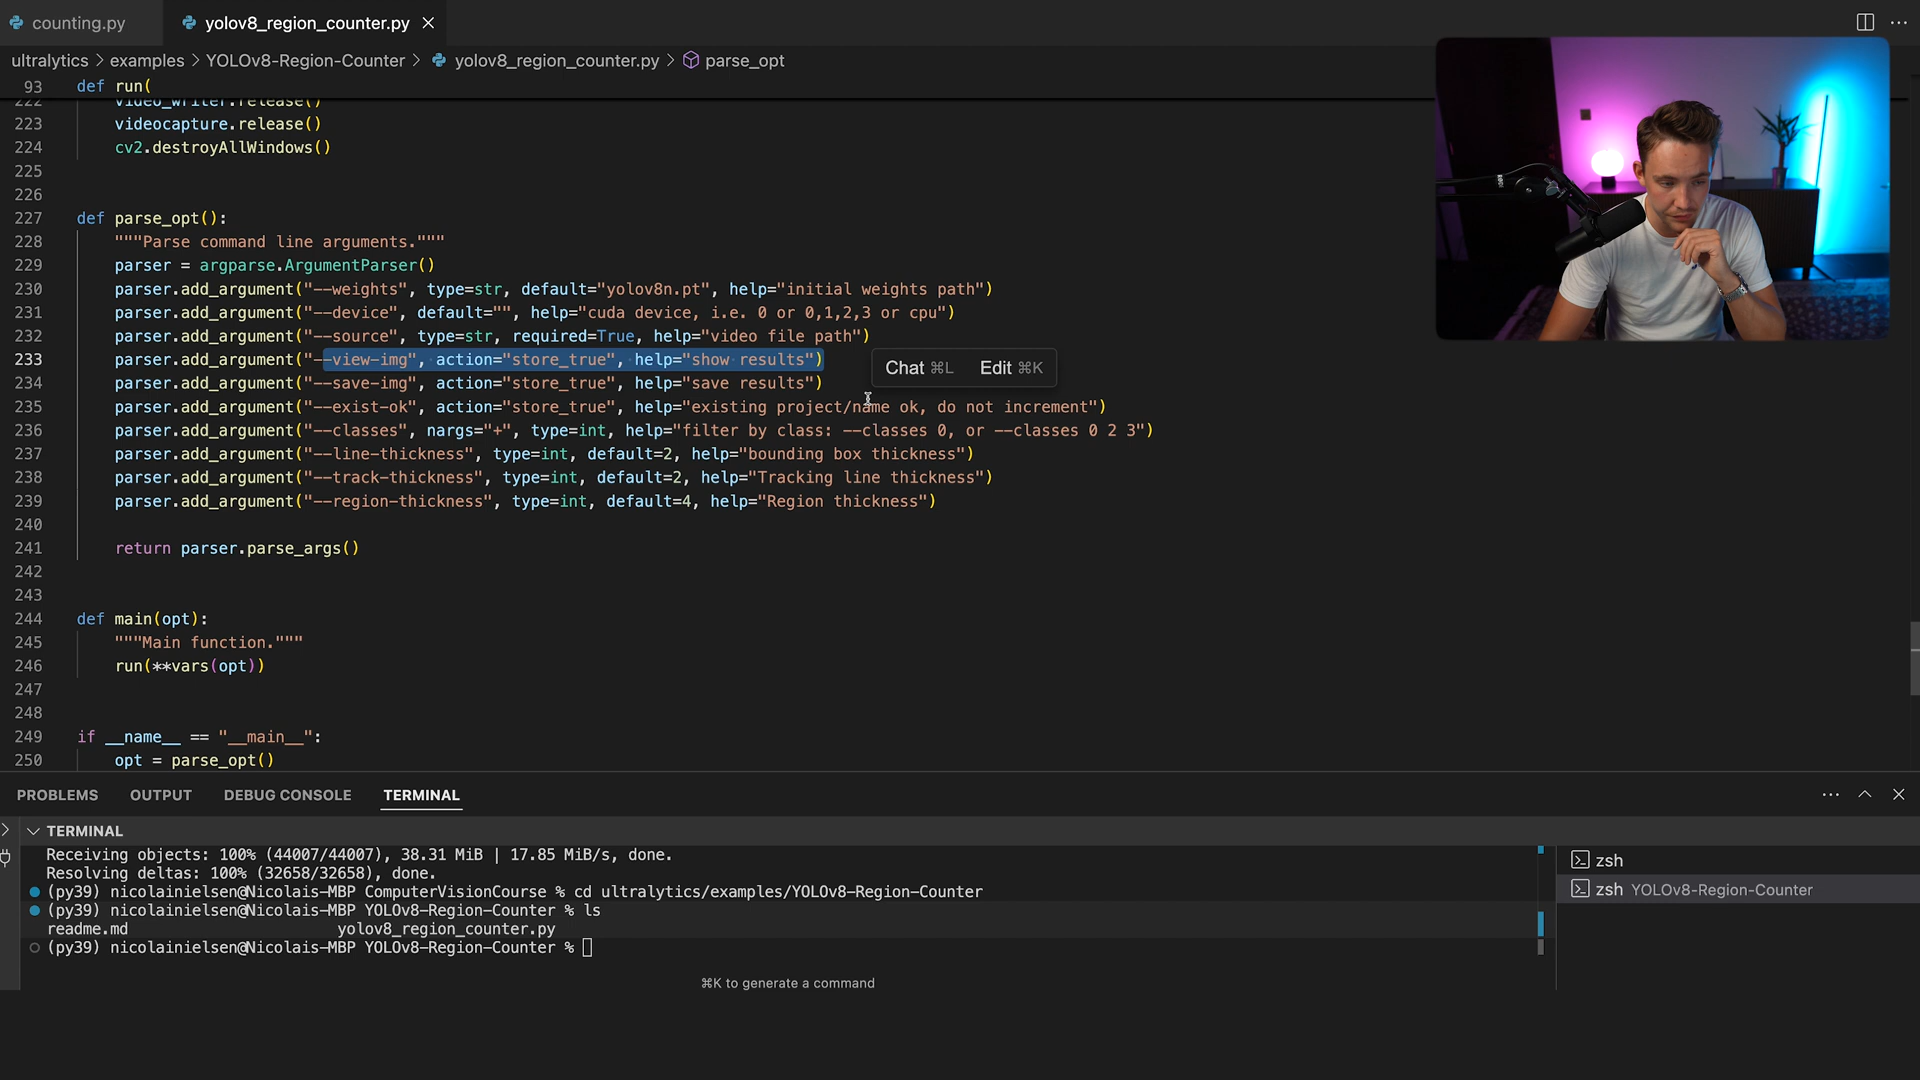 counting.py
yolov8_region_counter.py
ultralytics > examples > YOLOv8-Region-Counter > yolov8_region_counter.py > parse_opt
93 def run(
222 video_writer.release()
223 videocapture.release()
224 cv2.destroyAllWindows()
225
226
227 def parse_opt():
228 """Parse command line arguments."""
229 parser = argparse.ArgumentParser()
230 parser.add_argument("--weights", type=str, default="yolov8n.pt", help="initial weights path")
231 parser.add_argument("--device", default="", help="cuda device, i.e. 0 or 0,1,2,3 or cpu")
232 parser.add_argument("--source", type=str, required=True, help="video file path")
233 parser.add_argument("--view-img", action="store_true", help="show results")
Chat ⌘L Edit ⌘K
234 parser.add_argument("--save-img", action="store_true", help="save results")
235 parser.add_argument("--exist-ok", action="store_true", help="existing project/name ok, do not increment")
236 parser.add_argument("--classes", nargs="+", type=int, help="filter by class: --classes 0, or --classes 0 2 3")
237 parser.add_argument("--line-thickness", type=int, default=2, help="bounding box thickness")
238 parser.add_argument("--track-thickness", type=int, default=2, help="Tracking line thickness")
239 parser.add_argument("--region-thickness", type=int, default=4, help="Region thickness")
240
241 return parser.parse_args()
242
243
244 def main(opt):
245 """Main function."""
246 run(**vars(opt))
247
248
249 if __name__ == "__main__":
250 opt = parse_opt()
PROBLEMS OUTPUT DEBUG CONSOLE TERMINAL
TERMINAL
Receiving objects: 100% (44007/44007), 38.31 MiB | 17.85 MiB/s, done.
Resolving deltas: 100% (32658/32658), done.
(py39) nicolainielsen@Nicolais-MBP ComputerVisionCourse % cd ultralytics/examples/YOLOv8-Region-Counter
(py39) nicolainielsen@Nicolais-MBP YOLOv8-Region-Counter % ls
readme.md yolov8_region_counter.py
(py39) nicolainielsen@Nicolais-MBP YOLOv8-Region-Counter %
⌘K to generate a command
zsh
zsh YOLOv8-Region-Counter